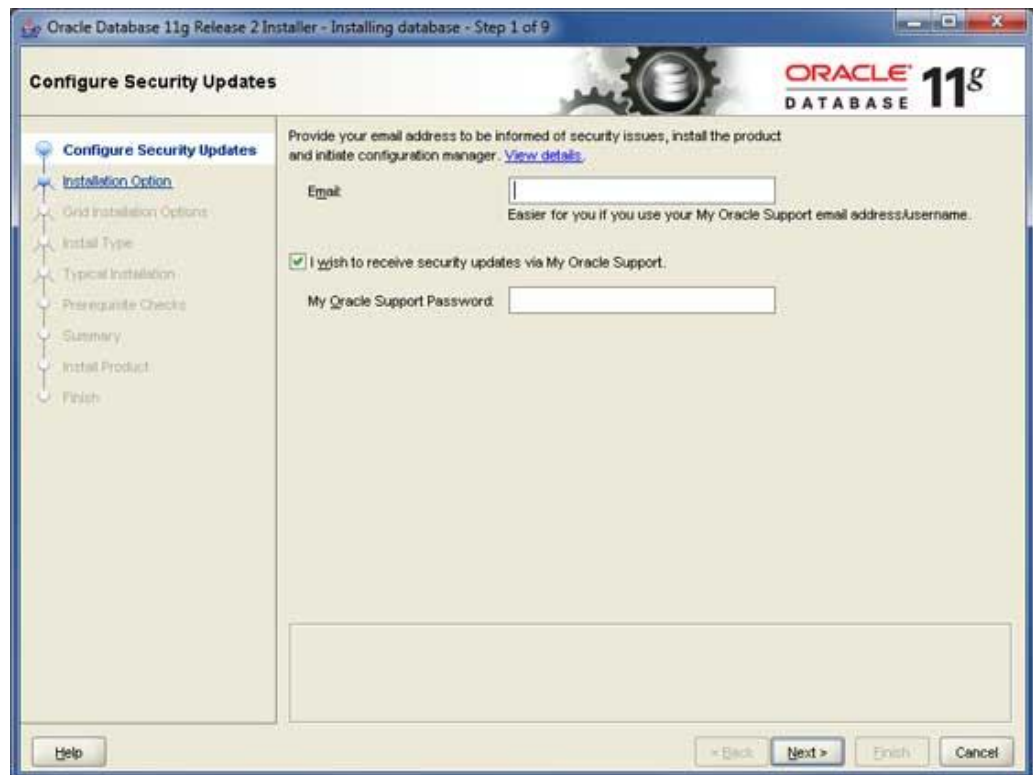 Oracle Database 11g Release 2 Installer - Installing database - Step 1 of 9
Configure Security Updates
ORACLE
DATABASE 11g
Configure Security Updates
Installation Option
Grid Installation Options
Install Type
Typical Installation
Prerequisite Checks
Summary
Install Product
Finish
Provide your email address to be informed of security issues, install the product
and initiate configuration manager. View details.
Email:
Easier for you if you use your My Oracle Support email address/username.
I wish to receive security updates via My Oracle Support.
My Oracle Support Password:
Help
< Back
Next >
Finish
Cancel